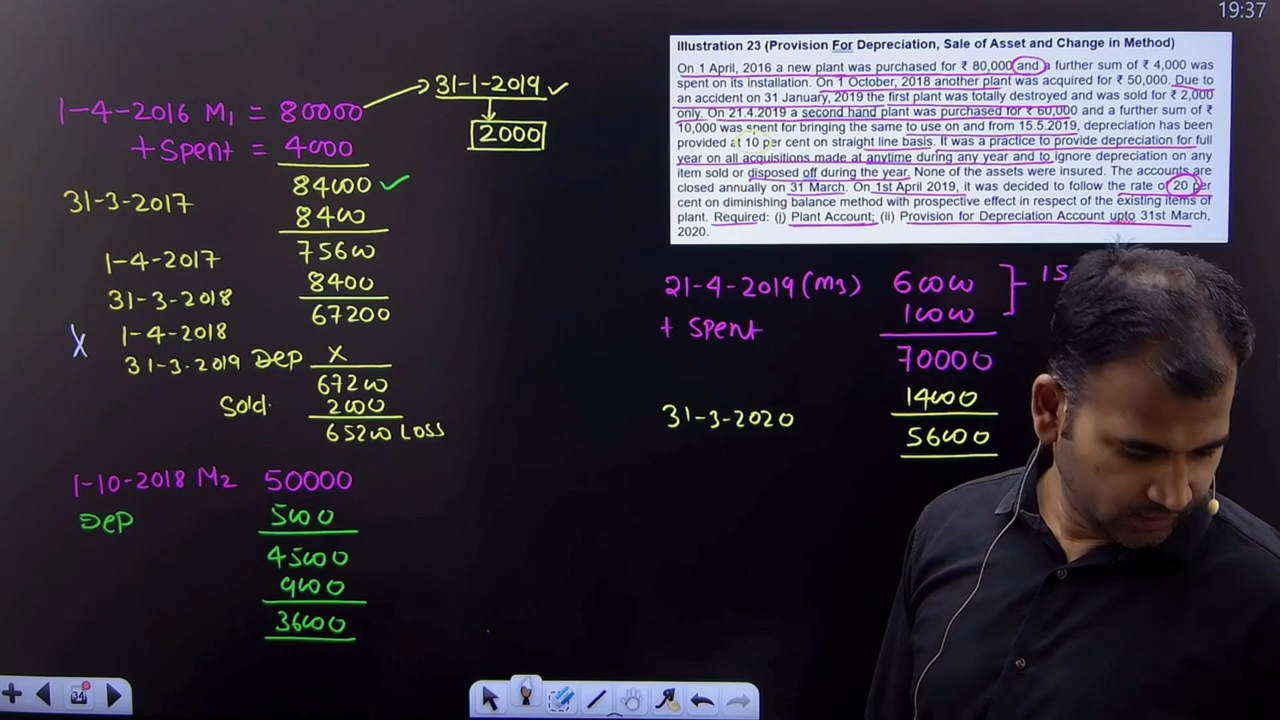 19:37
Illustration 23 (Provision For Depreciation, Sale of Asset and Change in Method)
On 1 April, 2016 a new plant was purchased for ₹ 80,000 and a further sum of ₹ 4,000 was
spent on its installation. On 1 October, 2018 another plant was acquired for ₹ 50,000. Due to
an accident on 31 January, 2019 the first plant was totally destroyed and was sold for ₹ 2,000
only. On 21.4.2019 a second hand plant was purchased for ₹ 60,000 and a further sum of ₹
10,000 was spent for bringing the same to use on and from 15.5.2019, depreciation has been
provided at 10 per cent on straight line basis. It was a practice to provide depreciation for full
year on all acquisitions made at anytime during any year and to ignore depreciation on any
item sold or disposed off during the year. None of the assets were insured. The accounts are
closed annually on 31 March. On 1st April 2019, it was decided to follow the rate of 20 per
cent on diminishing balance method with prospective effect in respect of the existing items of
plant. Required: (i) Plant Account; (ii) Provision for Depreciation Account upto 31st March,
2020.
1-4-2016 M1 = 80000
31-1-2019 ✓
2000
+ Spent = 4000
84000 ✓
31-3-2017 8400
1-4-2017 75600
31-3-2018 8400
67200
X 1-4-2018
31-3-2019 Dep X
67200
Sold. 2000
65200 Loss
1-10-2018 M2 50000
Dep 5000
45000
9000
36000
21-4-2019 (M3) 60000
+ Spent 10000
15
70000
14000
31-3-2020
56000
34